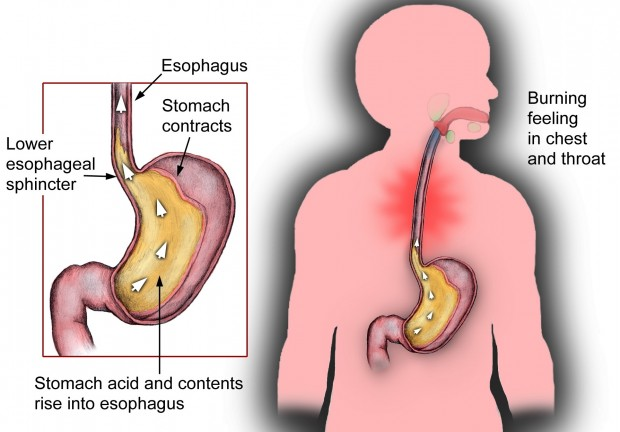 Esophagus
Stomach
contracts
Lower
esophageal
sphincter
Stomach acid and contents
rise into esophagus
Burning
feeling
in chest
and throat